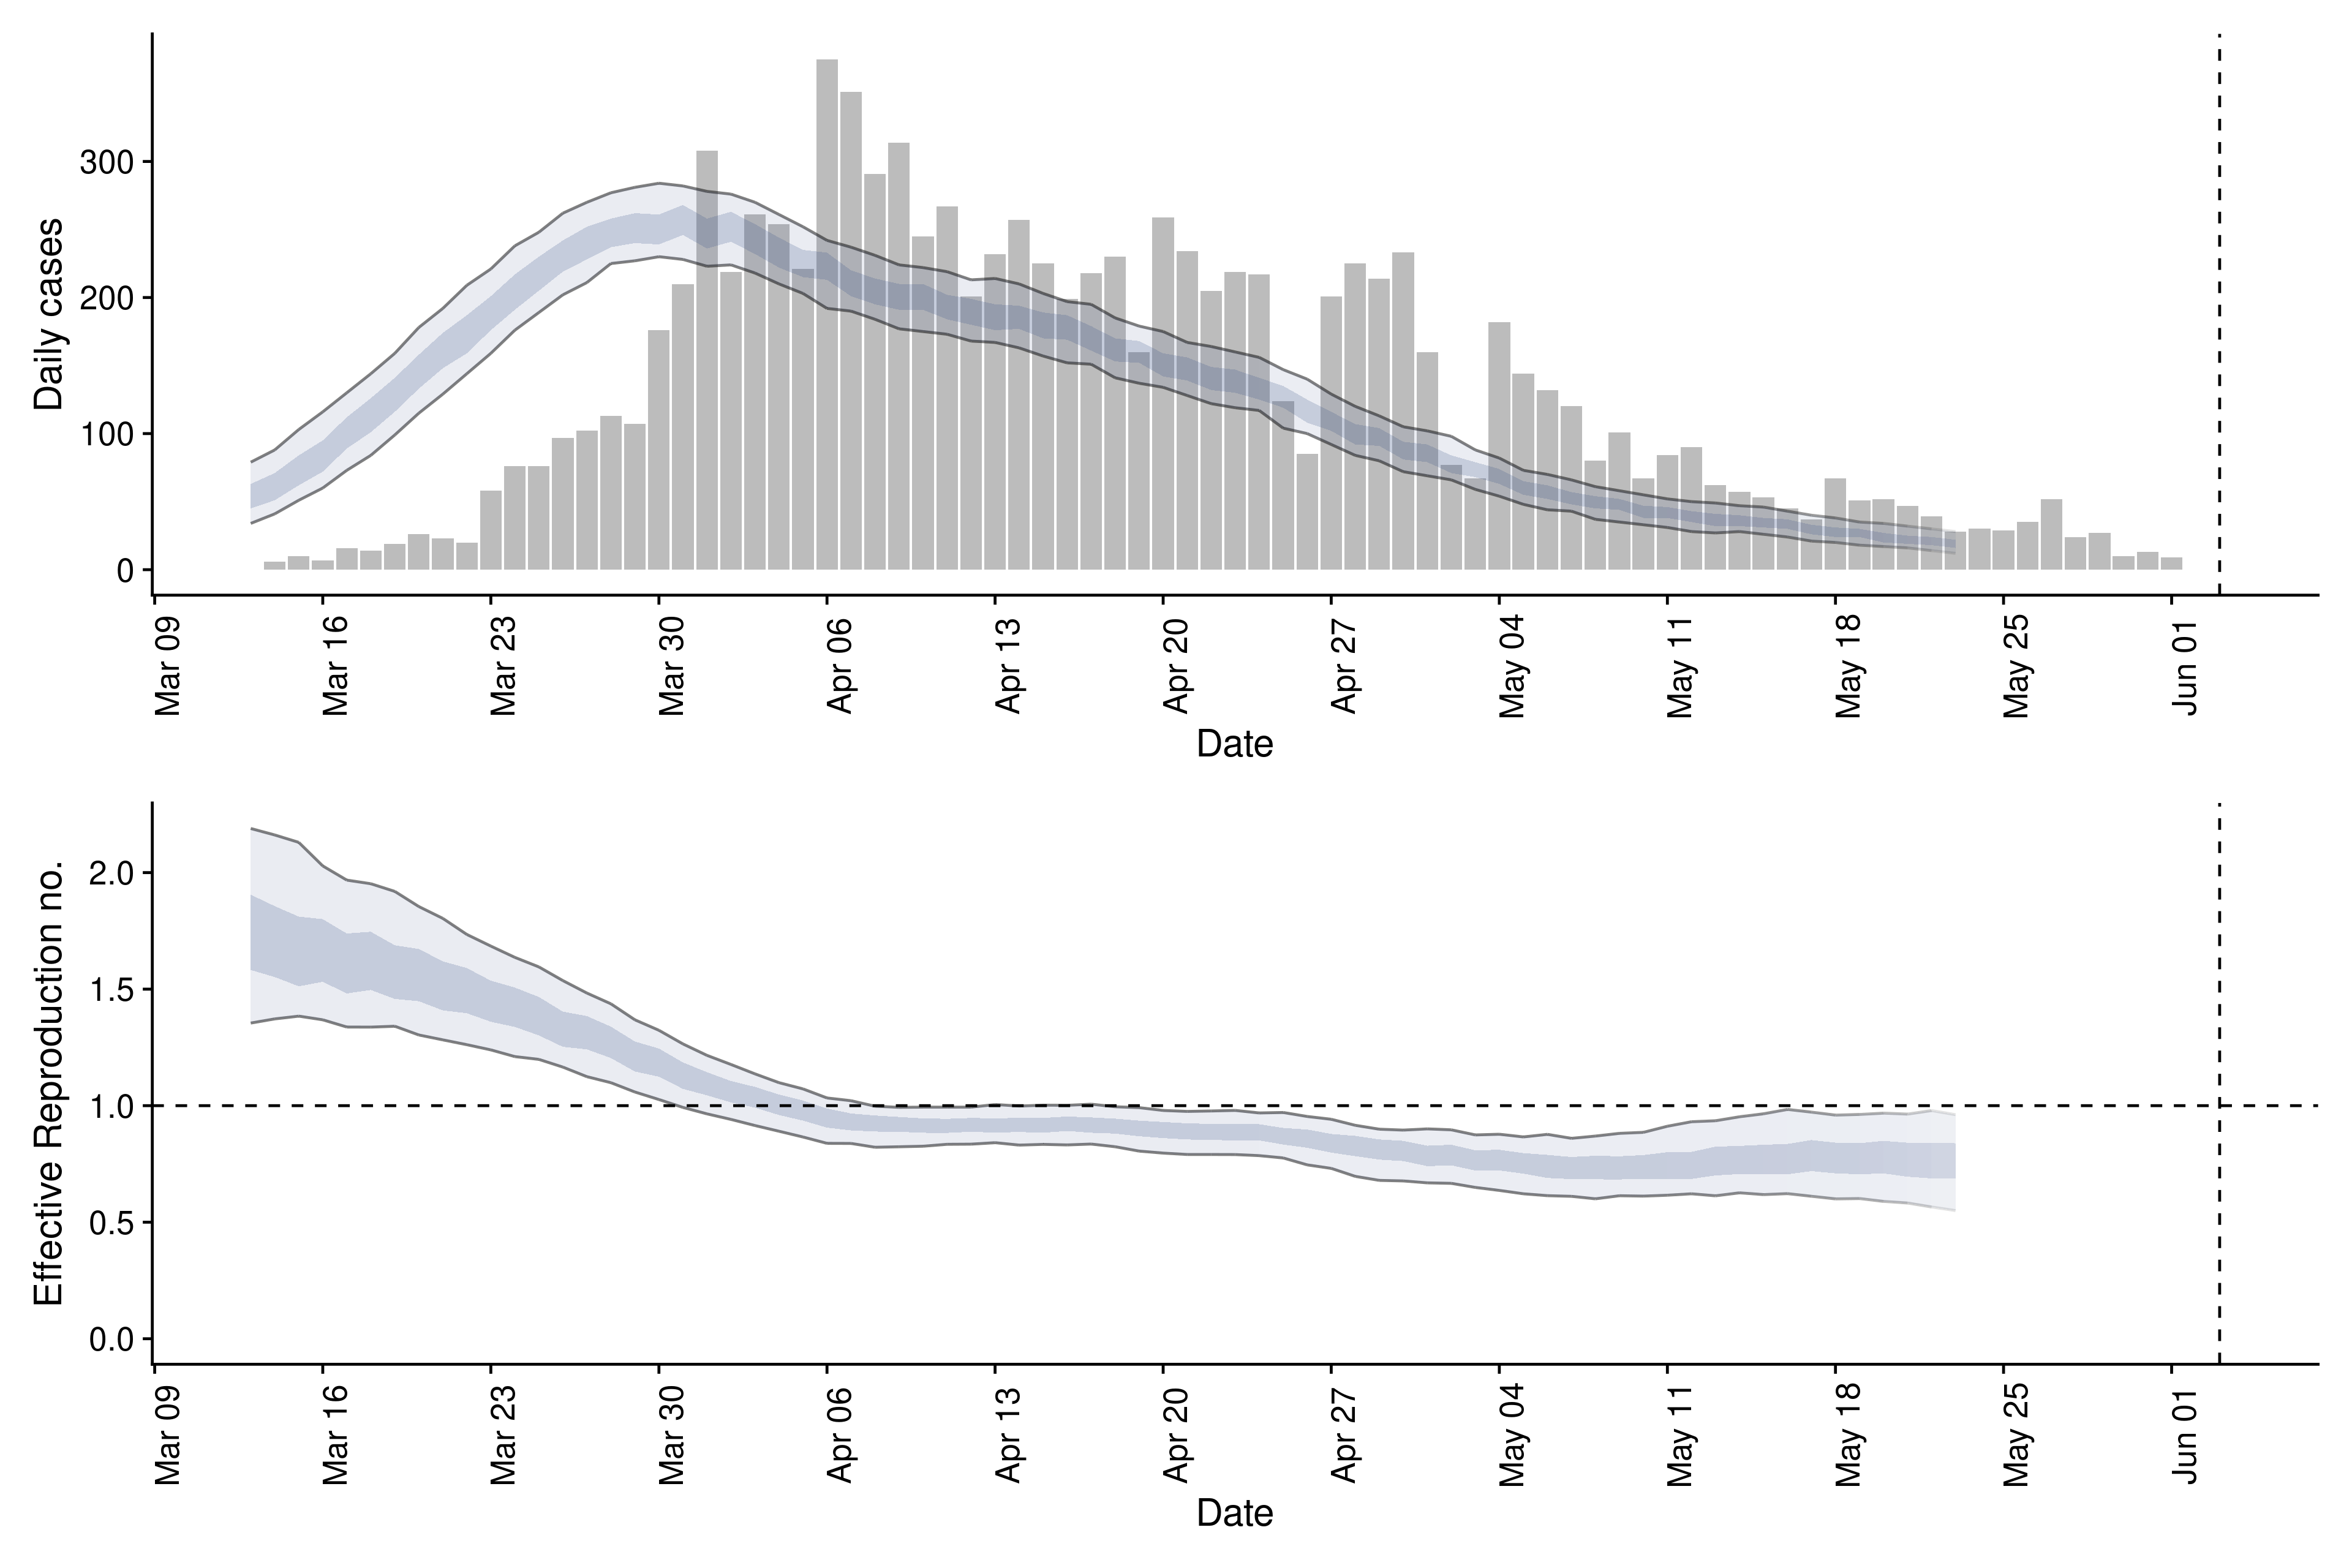 Daily cases
300
200
100
0
Mar 09
Mar 16
Mar 23
Mar 30
Apr 06
Apr 13
Apr 20
Apr 27
May 04
May 11
May 18
May 25
Jun 01
Date
Effective Reproduction no.
2.0
1.5
1.0
0.5
0.0
Mar 09
Mar 16
Mar 23
Mar 30
Apr 06
Apr 13
Apr 20
Apr 27
May 04
May 11
May 18
May 25
Jun 01
Date